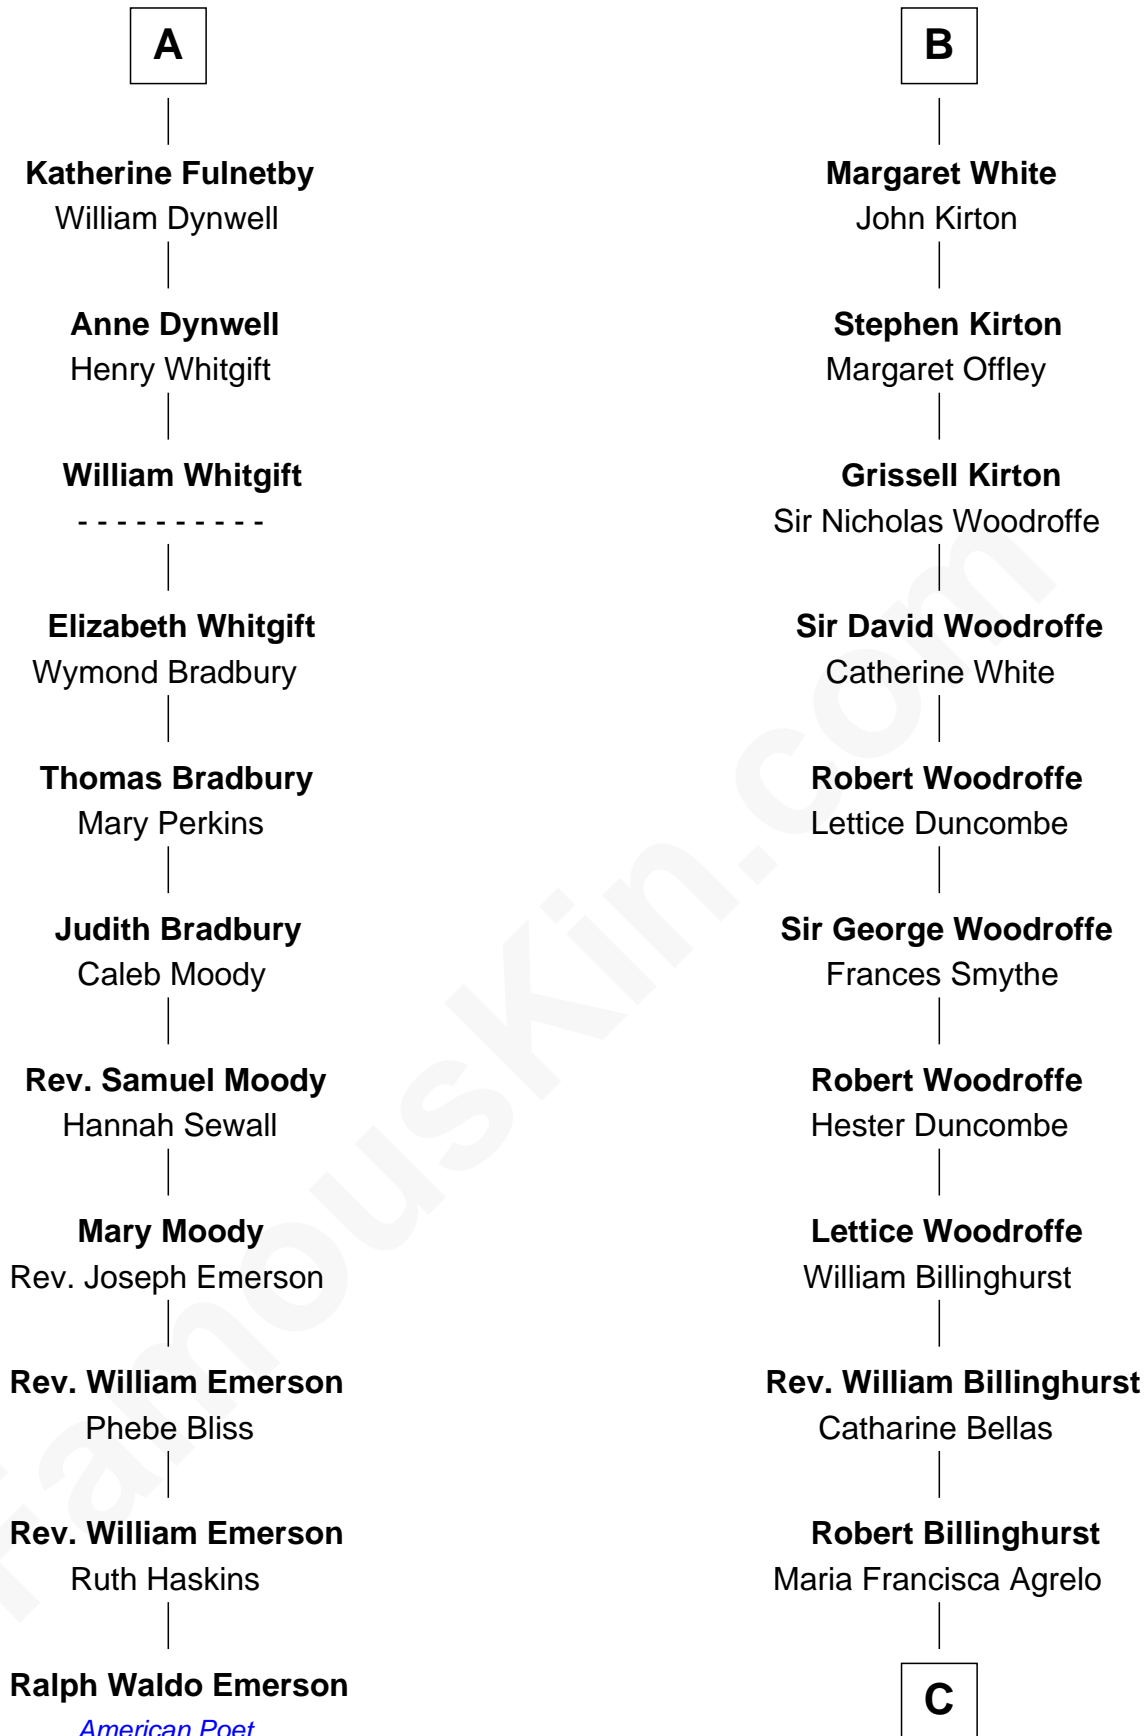 A
Katherine Fulnetby
William Dynwell
Anne Dynwell
Henry Whitgift
William Whitgift
- - - - - - - - - -
Elizabeth Whitgift
Wymond Bradbury
Thomas Bradbury
Mary Perkins
Judith Bradbury
Caleb Moody
Rev. Samuel Moody
Hannah Sewall
Mary Moody
Rev. Joseph Emerson
Rev. William Emerson
Phebe Bliss
Rev. William Emerson
Ruth Haskins
Ralph Waldo Emerson
American Poet
B
Margaret White
John Kirton
Stephen Kirton
Margaret Offley
Grissell Kirton
Sir Nicholas Woodroffe
Sir David Woodroffe
Catherine White
Robert Woodroffe
Lettice Duncombe
Sir George Woodroffe
Frances Smythe
Robert Woodroffe
Hester Duncombe
Lettice Woodroffe
William Billinghurst
Rev. William Billinghurst
Catharine Bellas
Robert Billinghurst
Maria Francisca Agrelo
C
FamousKin.com